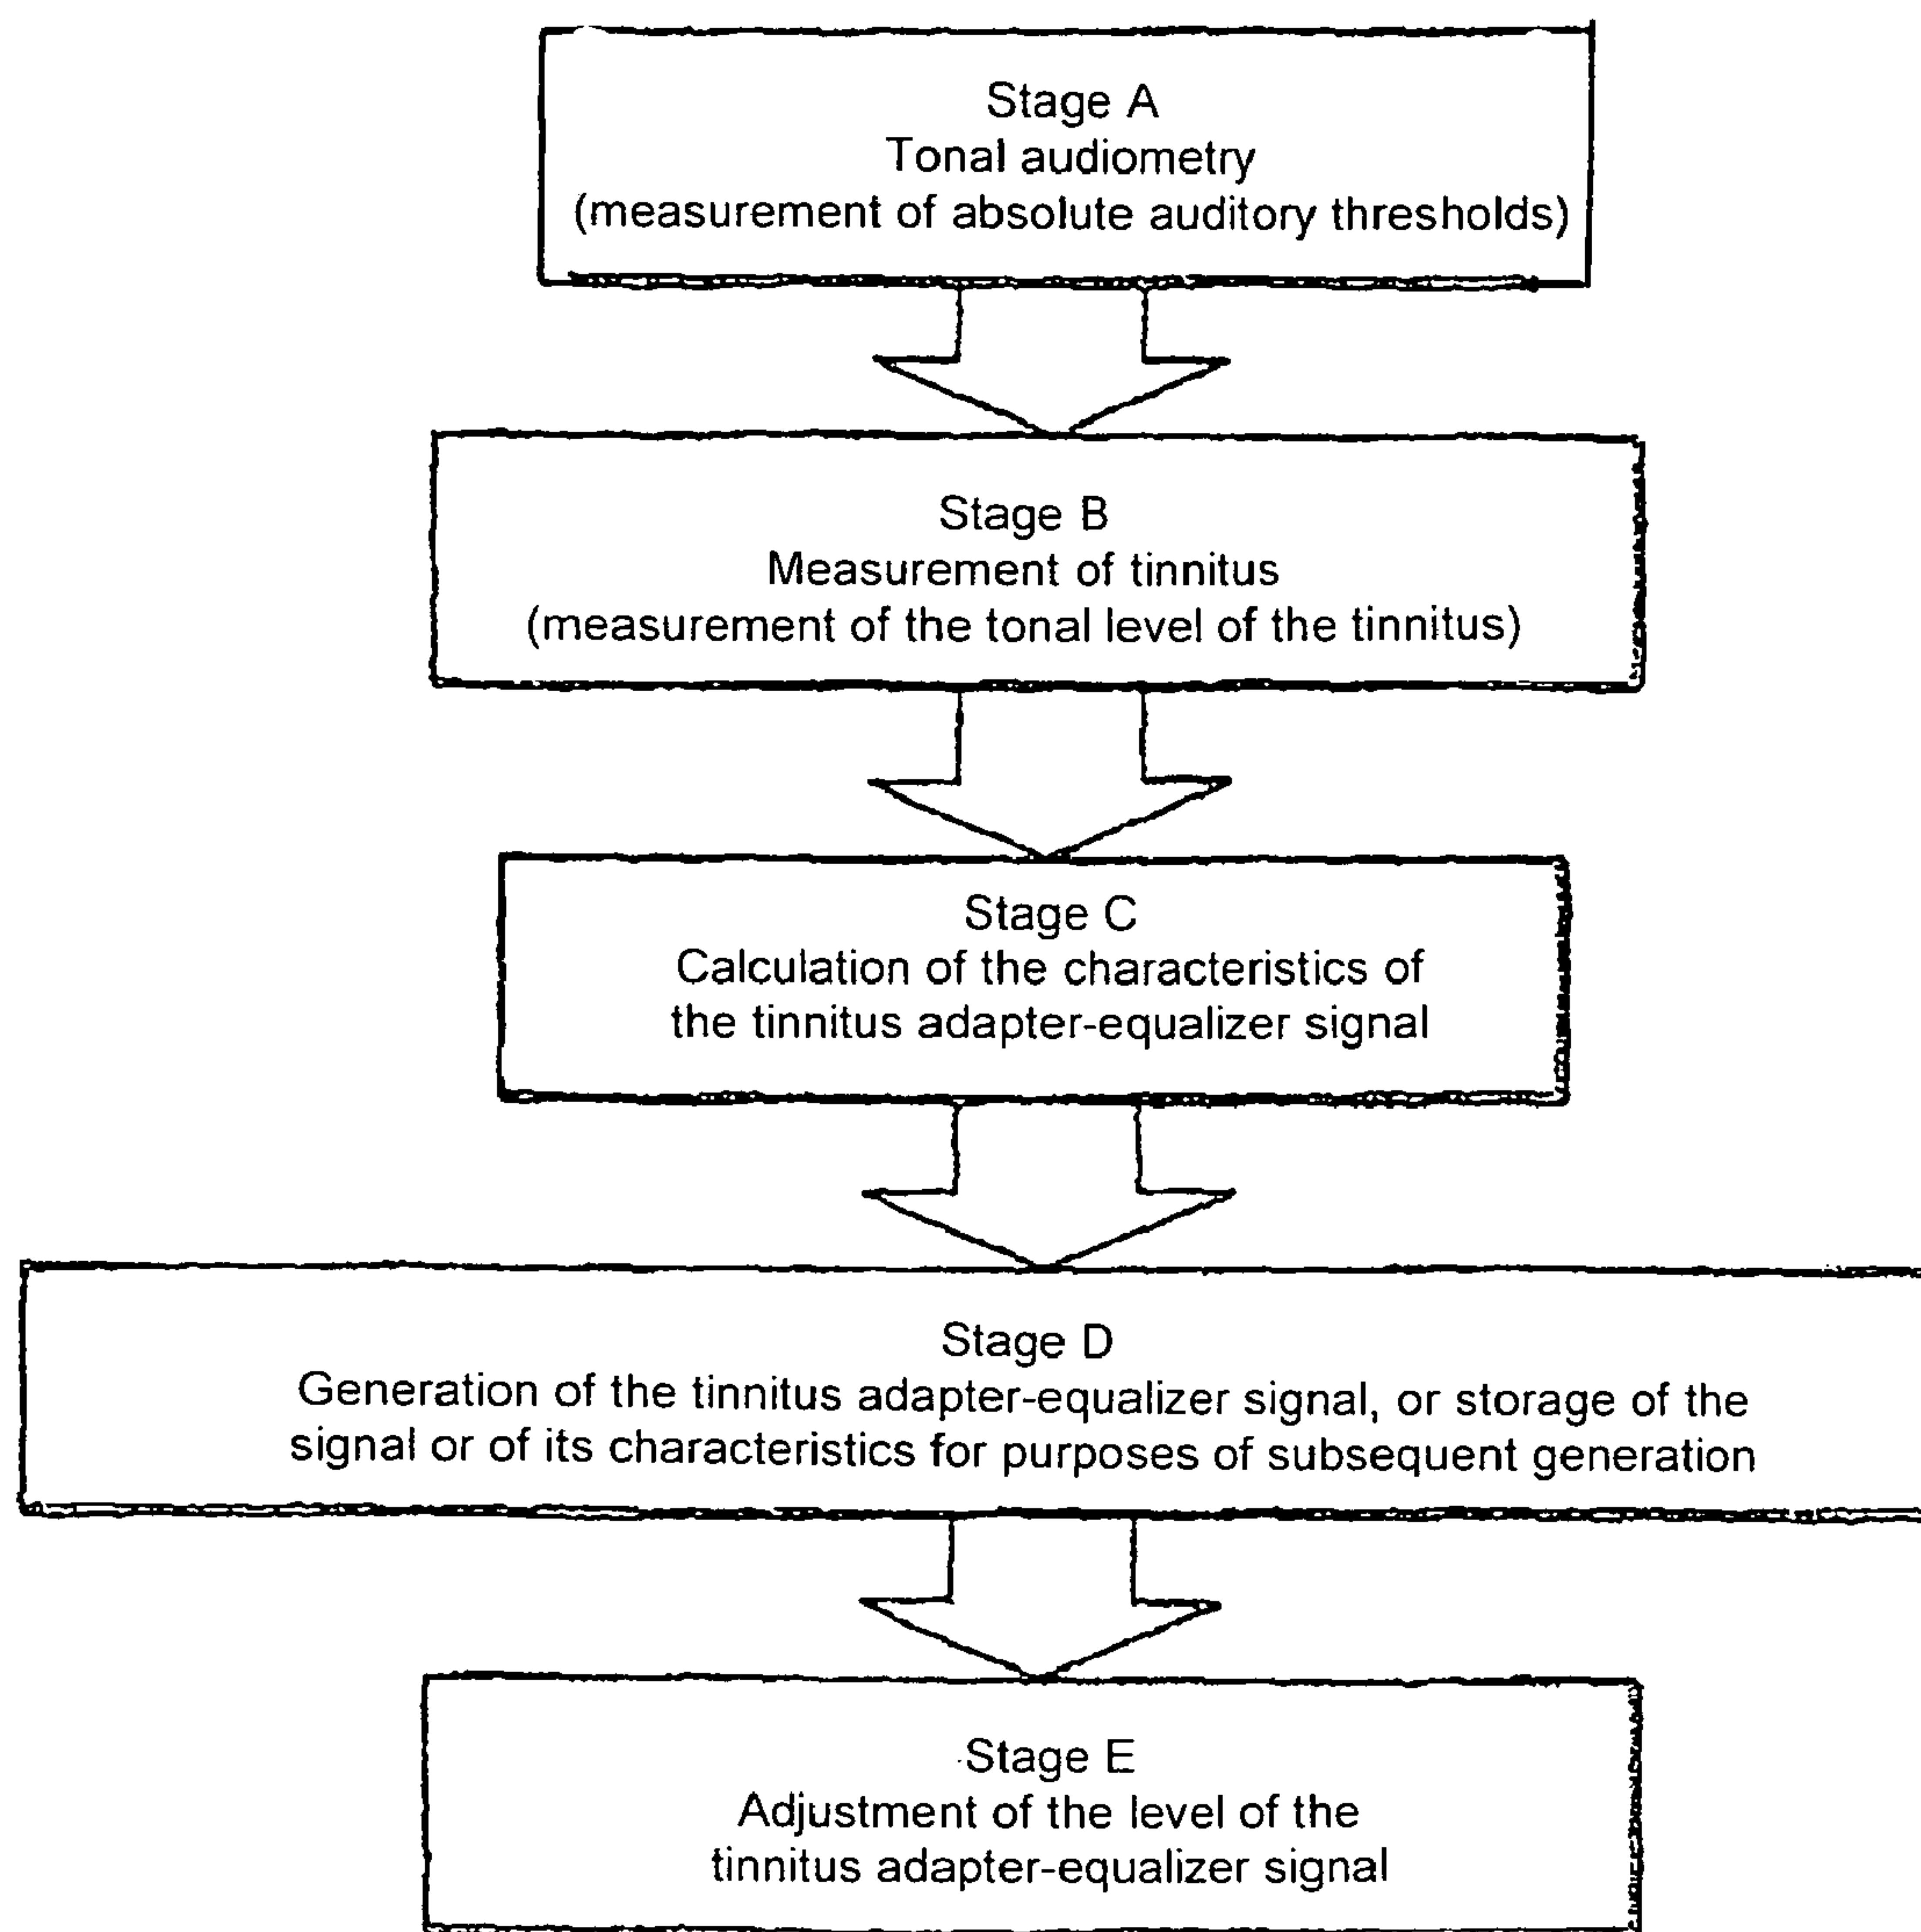 Stage A
Tonal audiometry
(measurement of absolute auditory thresholds)
Stage B
Measurement of tinnitus
(measurement of the tonal level of the tinnitus)
Stage C
Calculation of the characteristics of
the tinnitus adapter-equalizer signal
Stage D
Generation of the tinnitus adapter-equalizer signal, or storage of the
signal or of its characteristics for purposes of subsequent generation
Stage E
Adjustment of the level of the
tinnitus adapter-equalizer signal